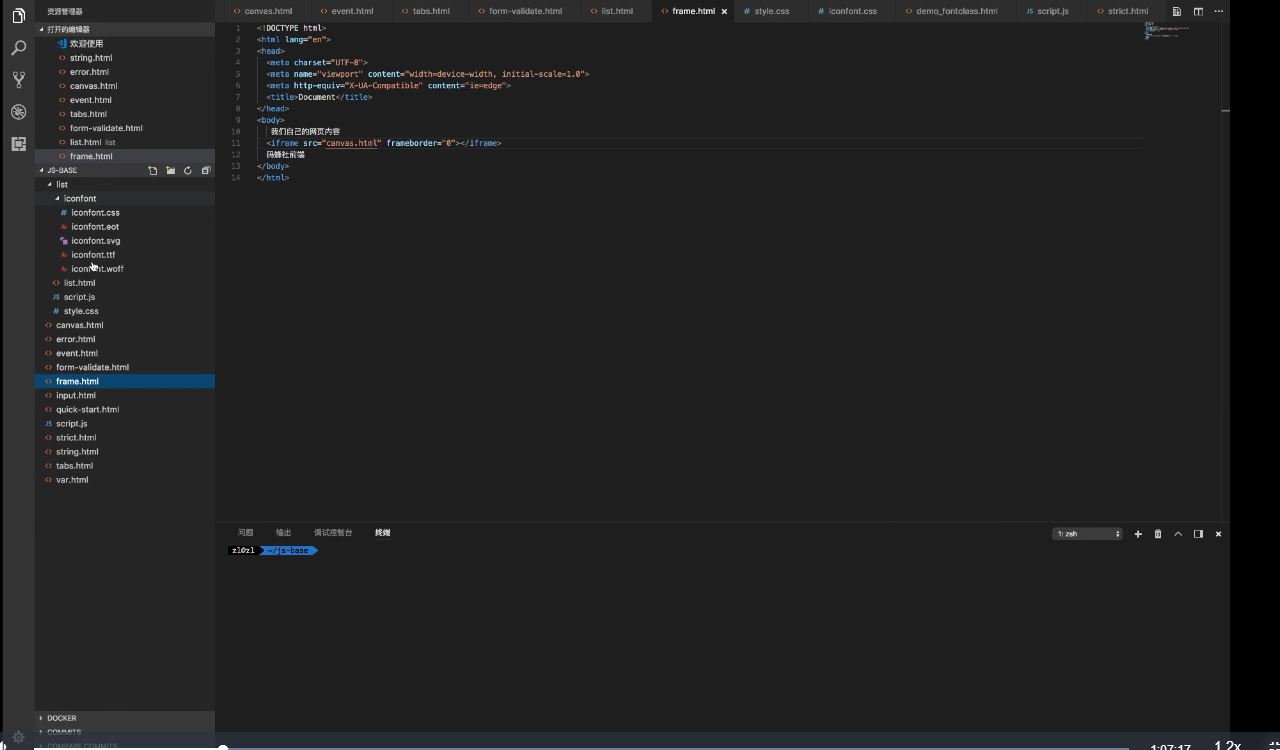 资源管理器
打开的编辑器
欢迎使用
string.html
error.html
canvas.html
event.html
tabs.html
form-validate.html
list.html list
frame.html
JS-BASE
list
iconfont
iconfont.css
iconfont.eot
iconfont.svg
iconfont.ttf
iconfont.woff
list.html
script.js
style.css
canvas.html
error.html
event.html
form-validate.html
frame.html
input.html
quick-start.html
script.js
strict.html
string.html
tabs.html
var.html
DOCKER
COMMITS
COMPARE COMMITS
canvas.html event.html tabs.html form-validate.html list.html frame.html style.css iconfont.css demo_fontclass.html script.js strict.html
1 <!DOCTYPE html>
2 <html lang="en">
3 <head>
4 <meta charset="UTF-8">
5 <meta name="viewport" content="width=device-width, initial-scale=1.0">
6 <meta http-equiv="X-UA-Compatible" content="ie=edge">
7 <title>Document</title>
8 </head>
9 <body>
10 我们自己的网页内容
11 <iframe src="canvas.html" frameborder="0"></iframe>
12 码蜂社前端
13 </body>
14 </html>
问题 输出 调试控制台 终端
1: zsh
zl@zl ~/js-base
1:07:17 1.2x